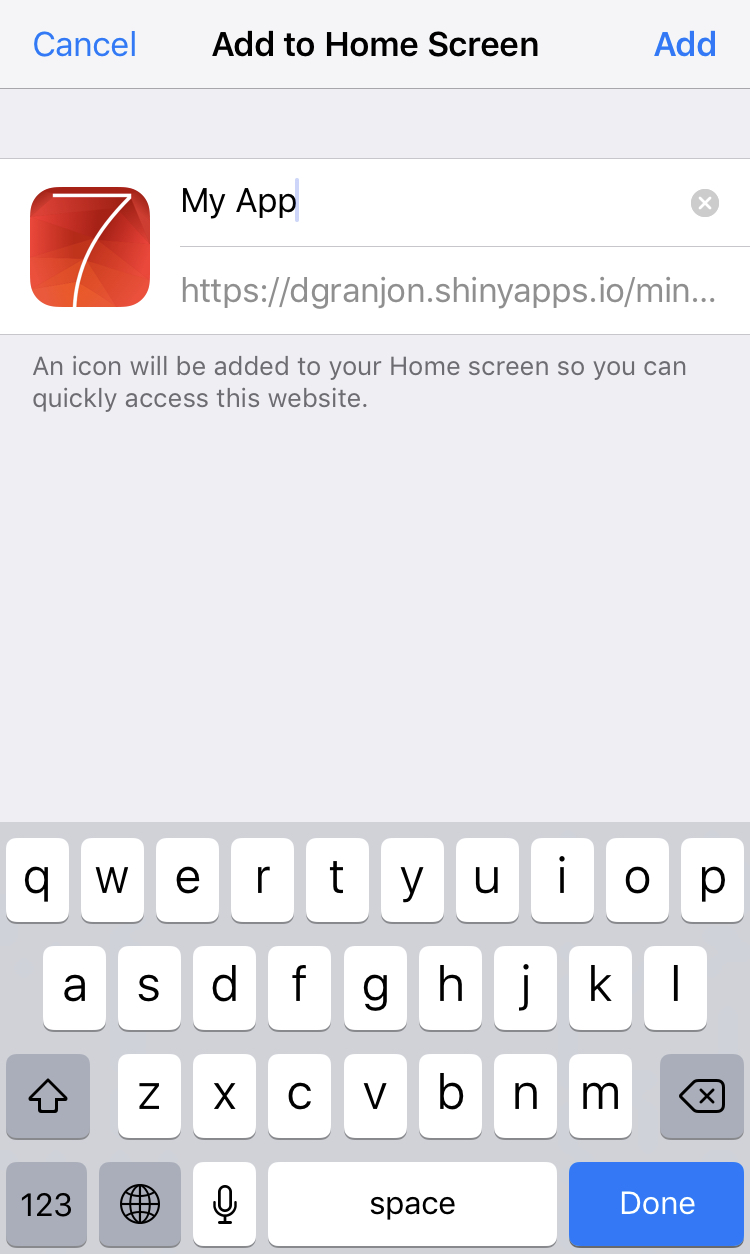 Cancel Add to Home Screen Add
7
My App
https://dgranjon.shinyapps.io/min...
An icon will be added to your Home screen so you can
quickly access this website.
q w e r t y u i o p
a s d f g h j k l
z x c v b n m
123 space Done